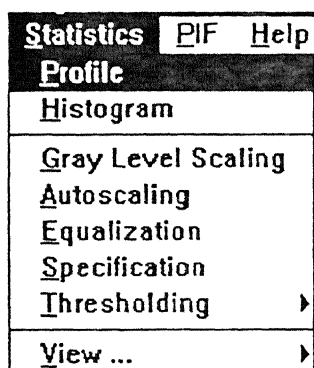 Statistics PIF Help
Profile
Histogram
Gray Level Scaling
Autoscaling
Equalization
Specification
Thresholding
View ...